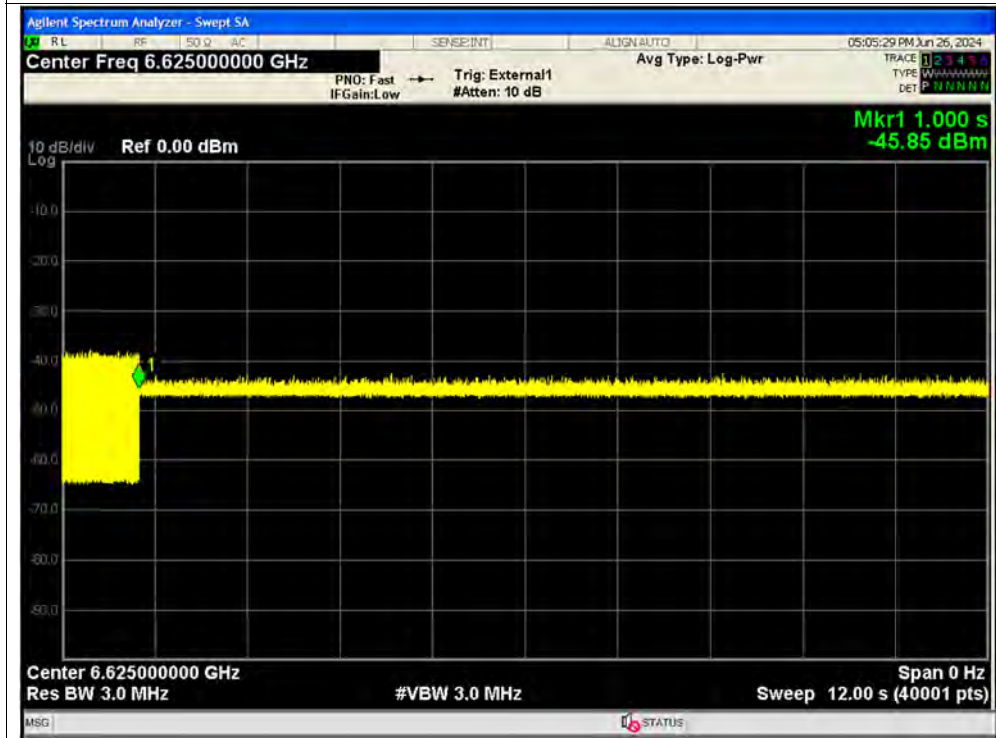 Agilent Spectrum Analyzer - Swept SA
RL RF 50 Ω AC SENSE:INT ALIGN AUTO 05:05:29 PM Jun 26, 2024
Center Freq 6.625000000 GHz Avg Type: Log-Pwr TRACE 1 2 3 4 5 6
PNO: Fast Trig: External1 TYPE
IFGain:Low #Atten: 10 dB DET P N N N N N
Mkr1 1.000 s
10 dB/div Ref 0.00 dBm -45.85 dBm
Log
-10.0
-20.0
-30.0
-40.0
1
-50.0
-60.0
-70.0
-80.0
-90.0
Center 6.625000000 GHz Span 0 Hz
Res BW 3.0 MHz #VBW 3.0 MHz Sweep 12.00 s (40001 pts)
MSG STATUS